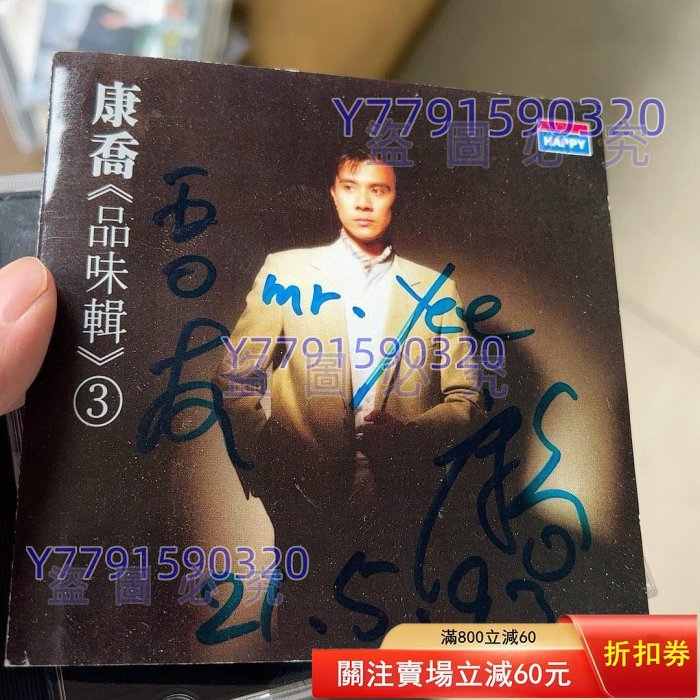 康喬《品味輯》③
HAPPY
Y7791590320
盜圖必究
mr. Yee
Y7791590320
盜圖必究
Y7791590320
盜圖必究
21.5.93
滿800立減60
關注賣場立減60元
折扣券